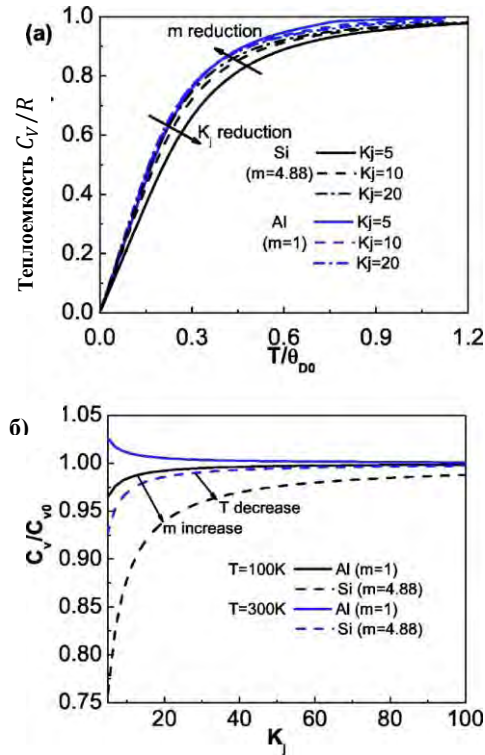 (a)
Теплоемкость C_V/R
1.0
0.8
0.6
0.4
0.2
0.0
m reduction
K_j reduction
Si
(m=4.88)
Kj=5
Kj=10
Kj=20
Al
(m=1)
Kj=5
Kj=10
Kj=20
0.0 0.3 0.6 0.9 1.2
T/θ_D0
б)
C_v/C_v0
1.05
1.00
0.95
0.90
0.85
0.80
0.75
T decrease
m increase
T=100K Al (m=1)
Si (m=4.88)
T=300K Al (m=1)
Si (m=4.88)
20 40 60 80 100
K_j